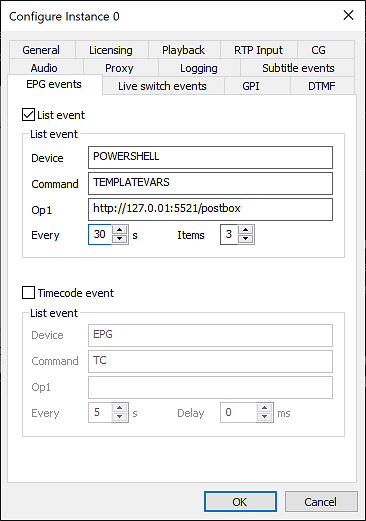 Configure Instance 0
General Licensing Playback RTP Input CG
Audio Proxy Logging Subtitle events
EPG events Live switch events GPI DTMF
List event
List event
Device POWERSHELL
Command TEMPLATEVARS
Op1 http://127.0.01:5521/postbox
Every 30 s Items 3
Timecode event
List event
Device EPG
Command TC
Op1
Every 5 s Delay 0 ms
OK Cancel